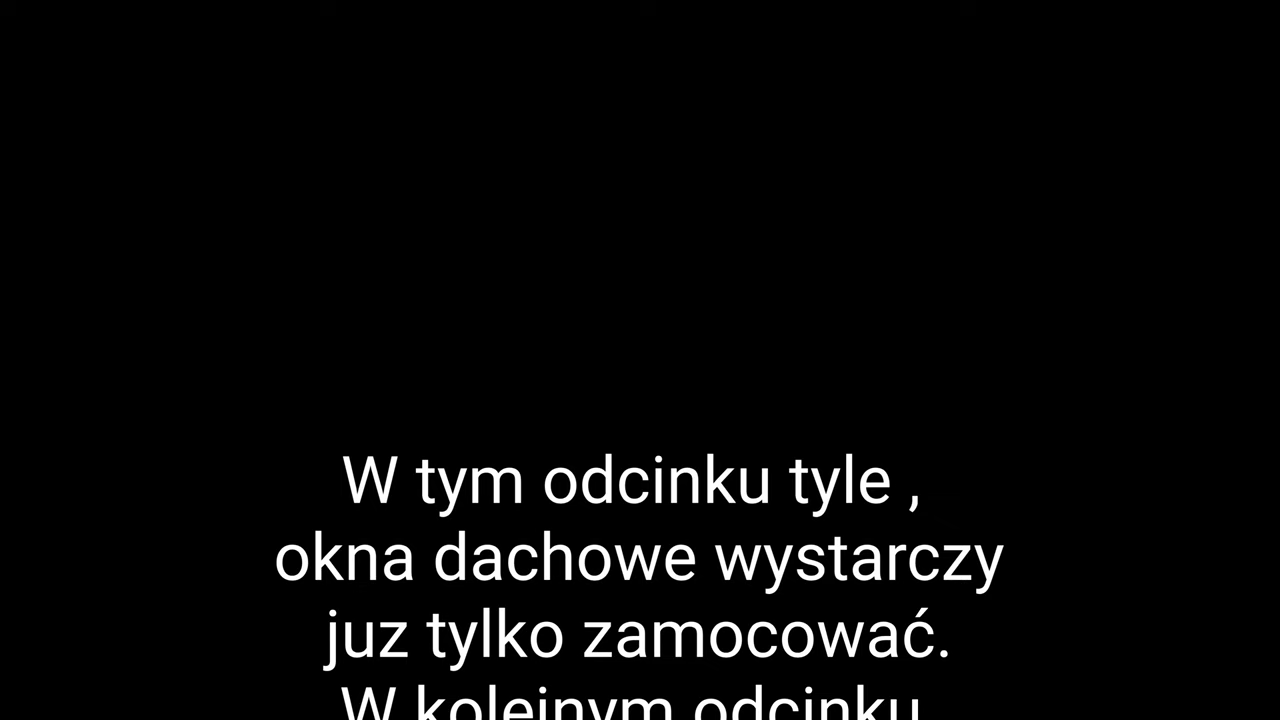 W tym odcinku tyle ,
okna dachowe wystarczy
juz tylko zamocować.
W kolejnym odcinku